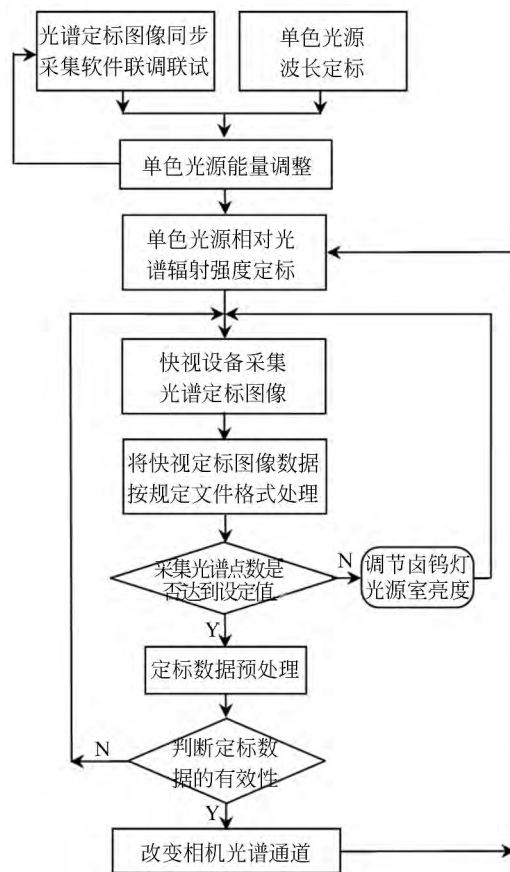 光谱定标图像同步
采集软件联调联试
单色光源
波长定标
单色光源能量调整
单色光源相对光
谱辐射强度定标
快视设备采集
光谱定标图像
将快视定标图像数据
按规定文件格式处理
采集光谱点数是
否达到设定值
N
调节卤钨灯
光源室亮度
Y
定标数据预处理
N
判断定标数
据的有效性
Y
改变相机光谱通道